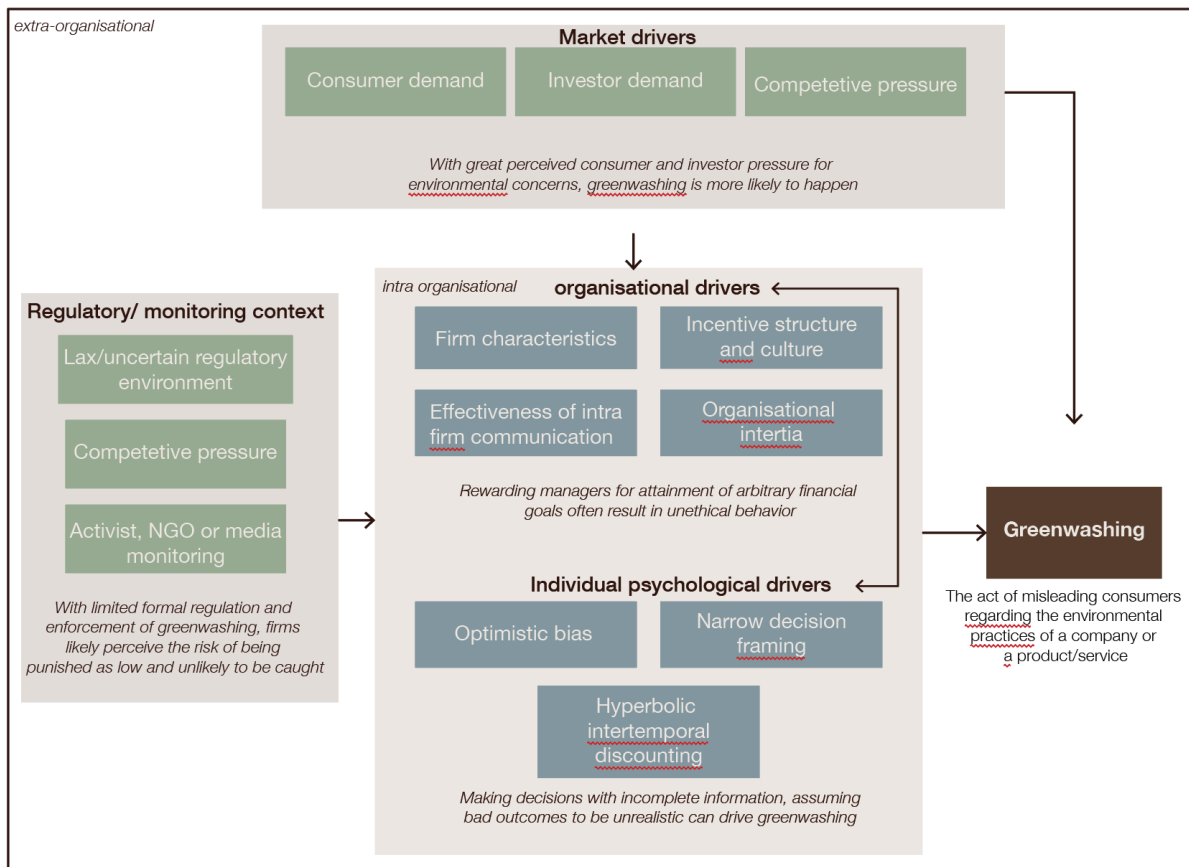 extra-organisational
Market drivers
Consumer demand
Investor demand
Competetive pressure
With great perceived consumer and investor pressure for
environmental concerns, greenwashing is more likely to happen
Regulatory/ monitoring context
Lax/uncertain regulatory
environment
Competetive pressure
Activist, NGO or media
monitoring
With limited formal regulation and
enforcement of greenwashing, firms
likely perceive the risk of being
punished as low and unlikely to be caught
intra organisational
organisational drivers
Firm characteristics
Incentive structure
and culture
Effectiveness of intra
firm communication
Organisational
intertia
Rewarding managers for attainment of arbitrary financial
goals often result in unethical behavior
Individual psychological drivers
Optimistic bias
Narrow decision
framing
Hyperbolic
intertemporal
discounting
Making decisions with incomplete information, assuming
bad outcomes to be unrealistic can drive greenwashing
Greenwashing
The act of misleading consumers
regarding the environmental
practices of a company or
a product/service